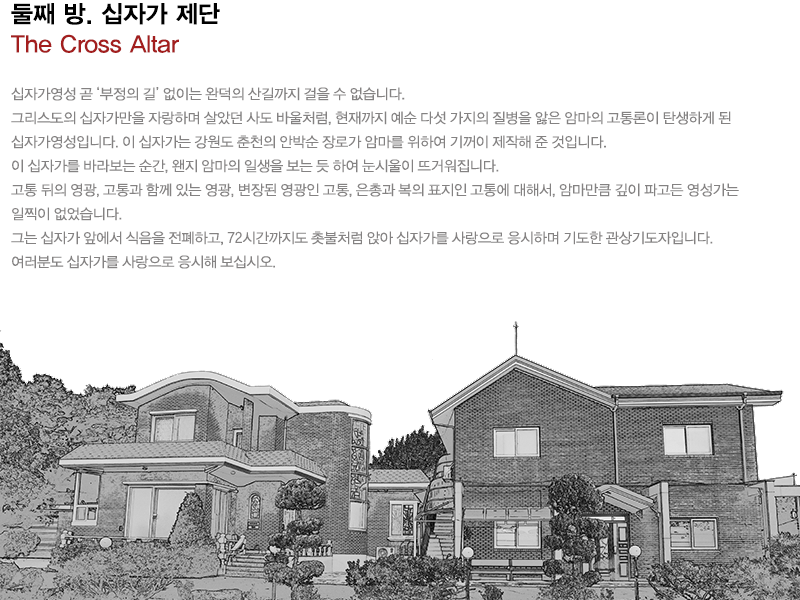 둘째 방. 십자가 제단
The Cross Altar
십자가영성 곧 ‘부정의 길’ 없이는 완덕의 산길까지 걸을 수 없습니다.
그리스도의 십자가만을 자랑하며 살았던 사도 바울처럼, 현재까지 예순 다섯 가지의 질병을 앓은 암마의 고통론이 탄생하게 된
십자가영성입니다. 이 십자가는 강원도 춘천의 안박순 장로가 암마를 위하여 기꺼이 제작해 준 것입니다.
이 십자가를 바라보는 순간, 왠지 암마의 일생을 보는 듯 하여 눈시울이 뜨거워집니다.
고통 뒤의 영광, 고통과 함께 있는 영광, 변장된 영광인 고통, 은총과 복의 표지인 고통에 대해서, 암마만큼 깊이 파고든 영성가는
일찍이 없었습니다.
그는 십자가 앞에서 식음을 전폐하고, 72시간까지도 촛불처럼 앉아 십자가를 사랑으로 응시하며 기도한 관상기도자입니다.
여러분도 십자가를 사랑으로 응시해 보십시오.